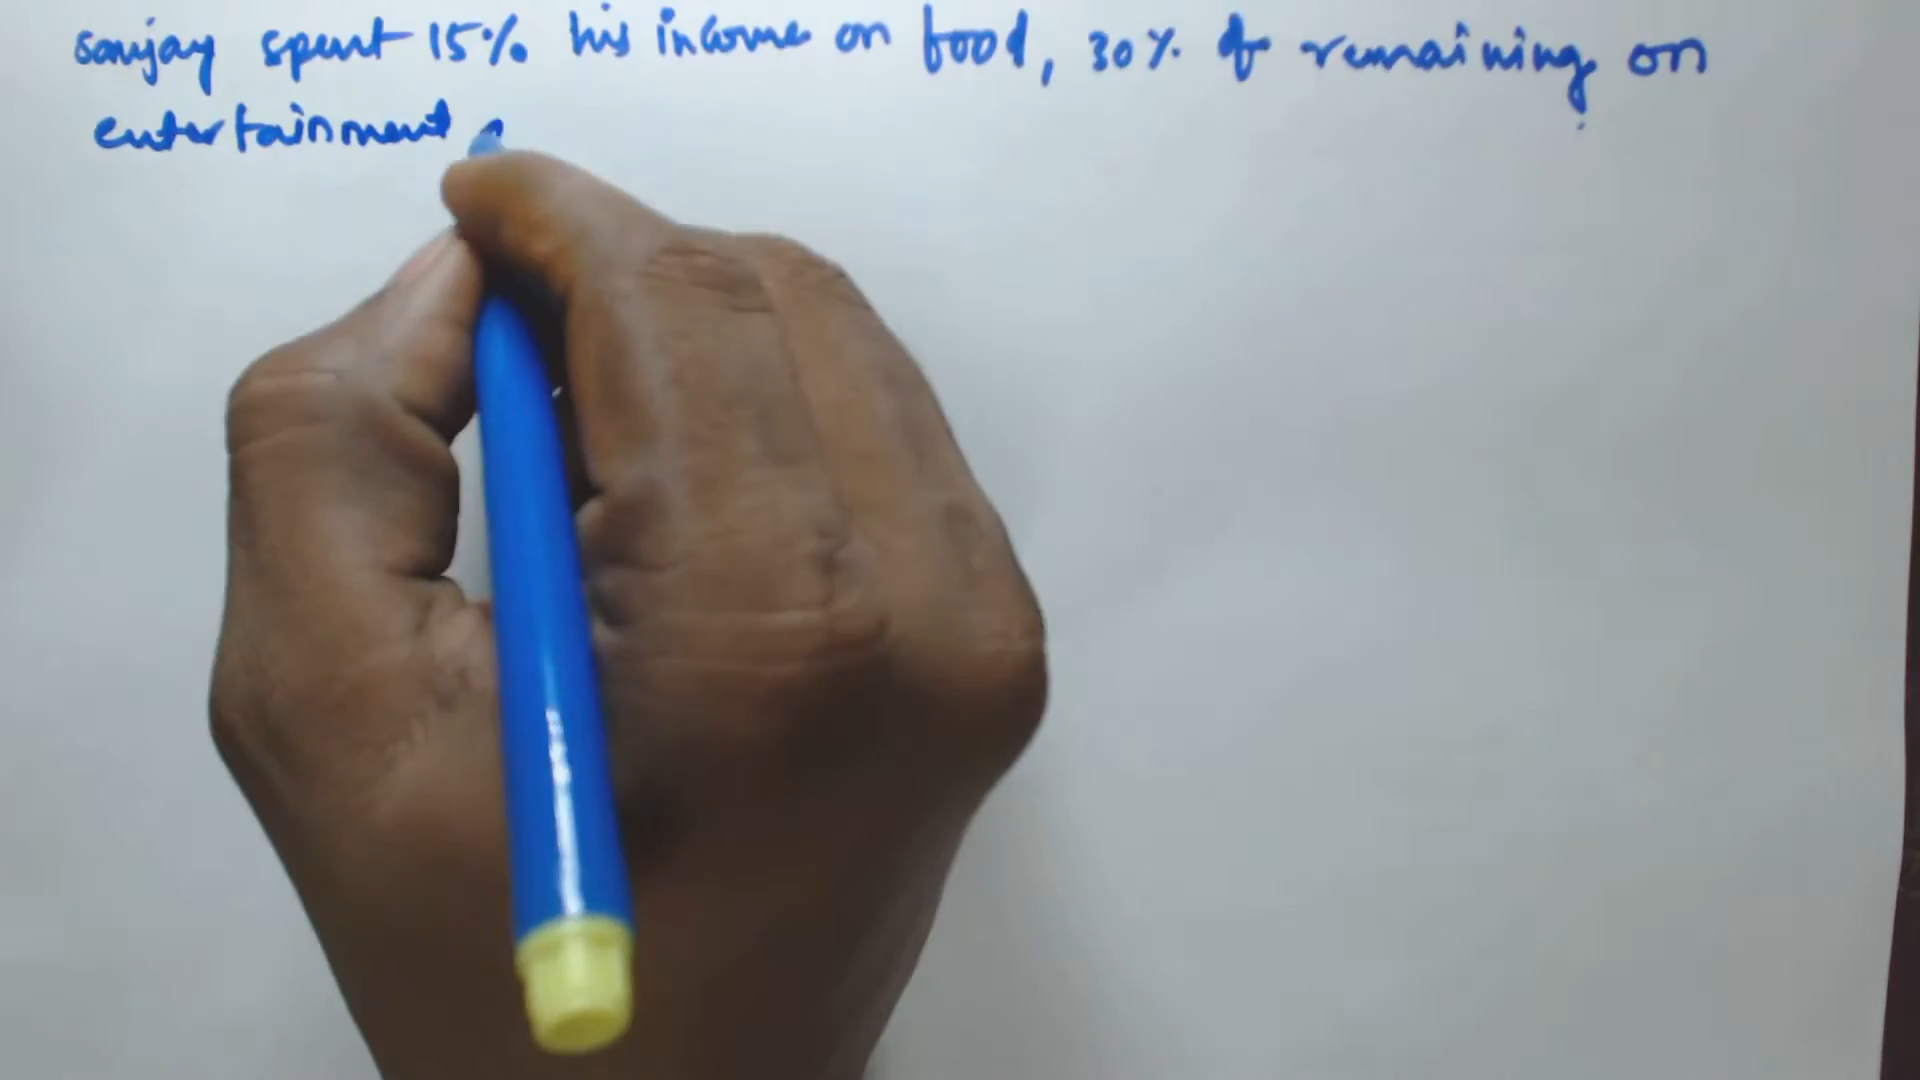 sanjay spent 15% his income on food, 30% of remaining on
entertainment